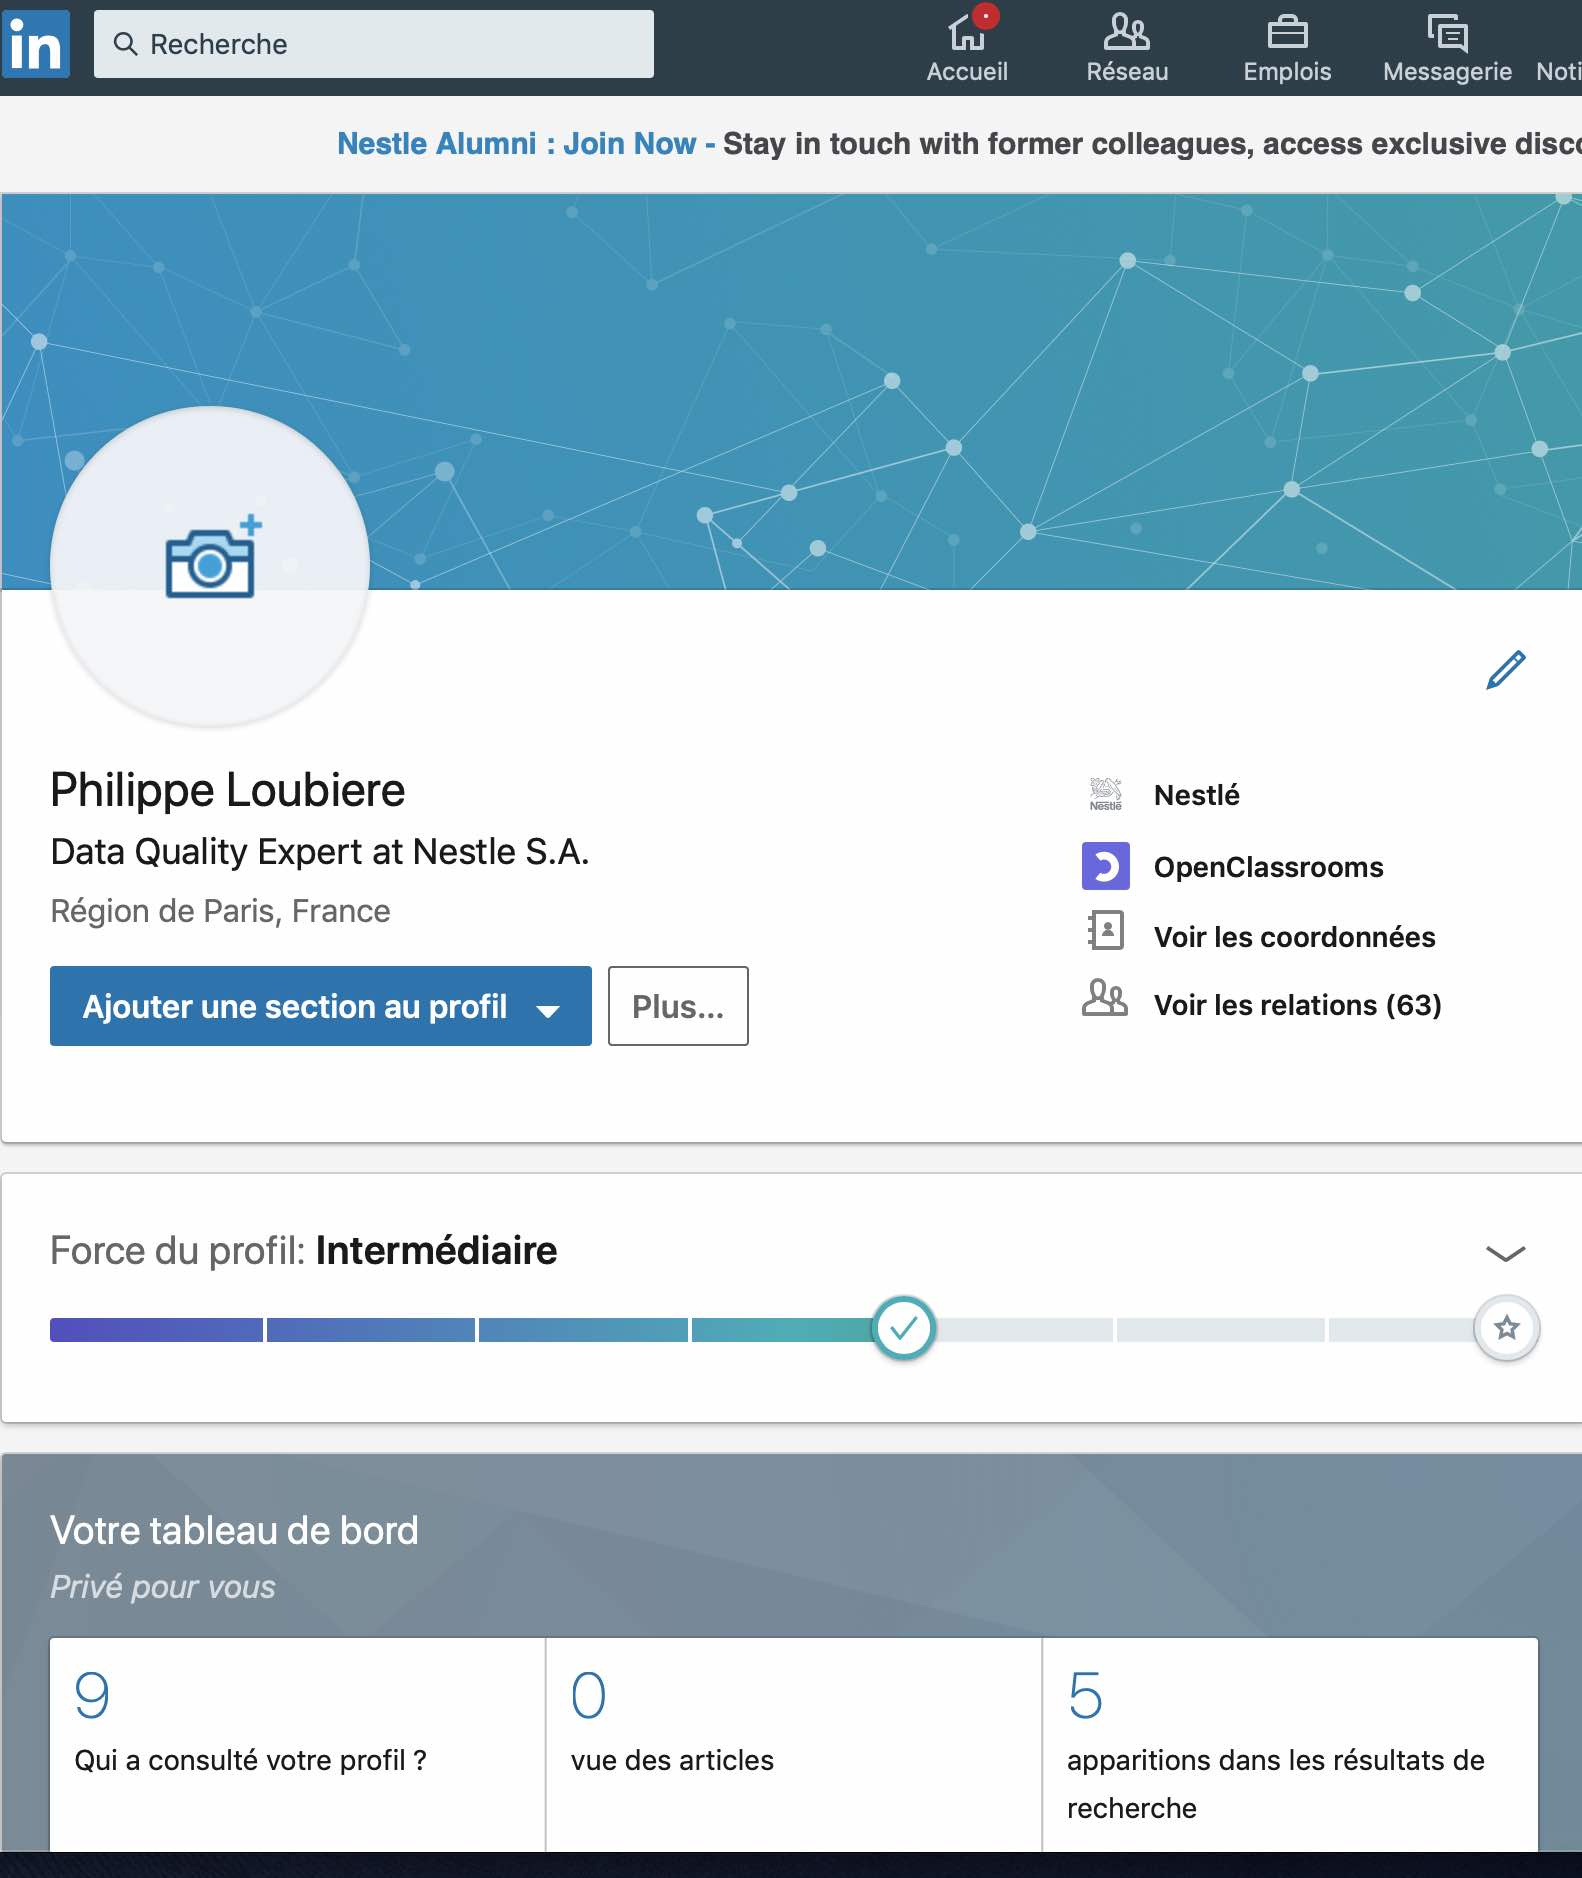 in
Recherche
Accueil
Réseau
Emplois
Messagerie
Noti
Nestle Alumni : Join Now - Stay in touch with former colleagues, access exclusive disco
Philippe Loubiere
Data Quality Expert at Nestle S.A.
Région de Paris, France
Ajouter une section au profil
Plus...
Nestlé
Nestlé
OpenClassrooms
Voir les coordonnées
Voir les relations (63)
Force du profil: Intermédiaire
Votre tableau de bord
Privé pour vous
9
Qui a consulté votre profil ?
0
vue des articles
5
apparitions dans les résultats de
recherche